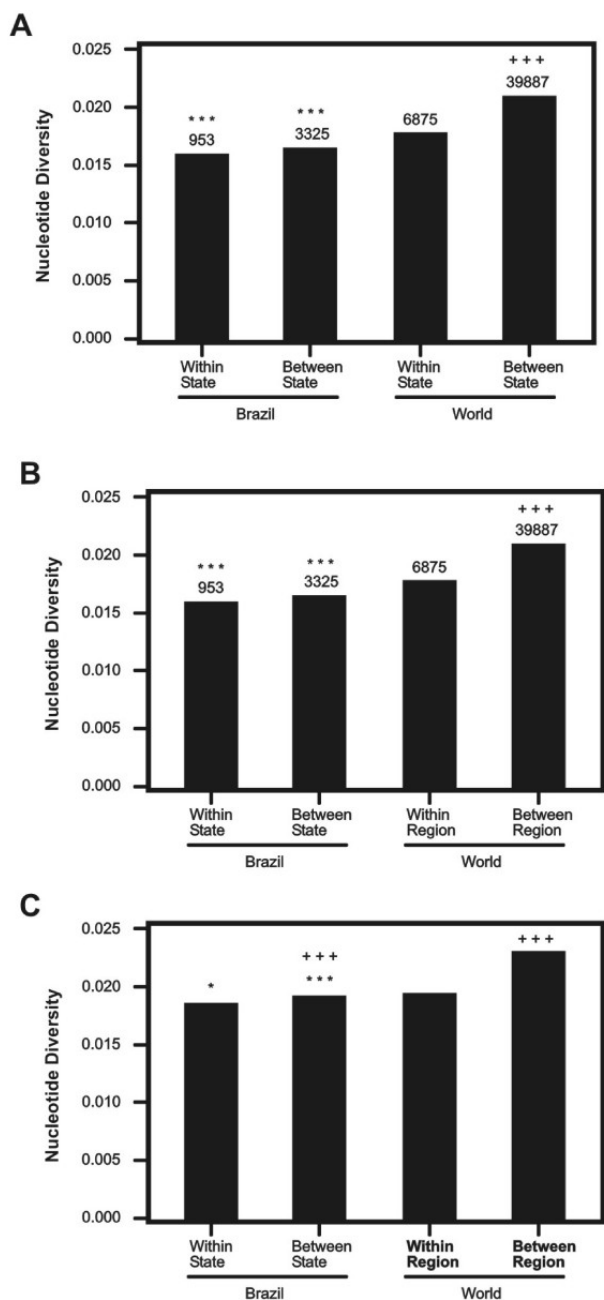 A
Nucleotide Diversity
0.025
0.020
0.015
0.010
0.005
0.000
* * *
953
* * *
3325
6875
+ + +
39887
Within State
Between State
Within State
Between State
Brazil
World
B
Nucleotide Diversity
0.025
0.020
0.015
0.010
0.005
0.000
* * *
953
* * *
3325
6875
+ + +
39887
Within State
Between State
Within Region
Between Region
Brazil
World
C
Nucleotide Diversity
0.025
0.020
0.015
0.010
0.005
0.000
*
+ + +
* * *
+ + +
Within State
Between State
Within Region
Between Region
Brazil
World